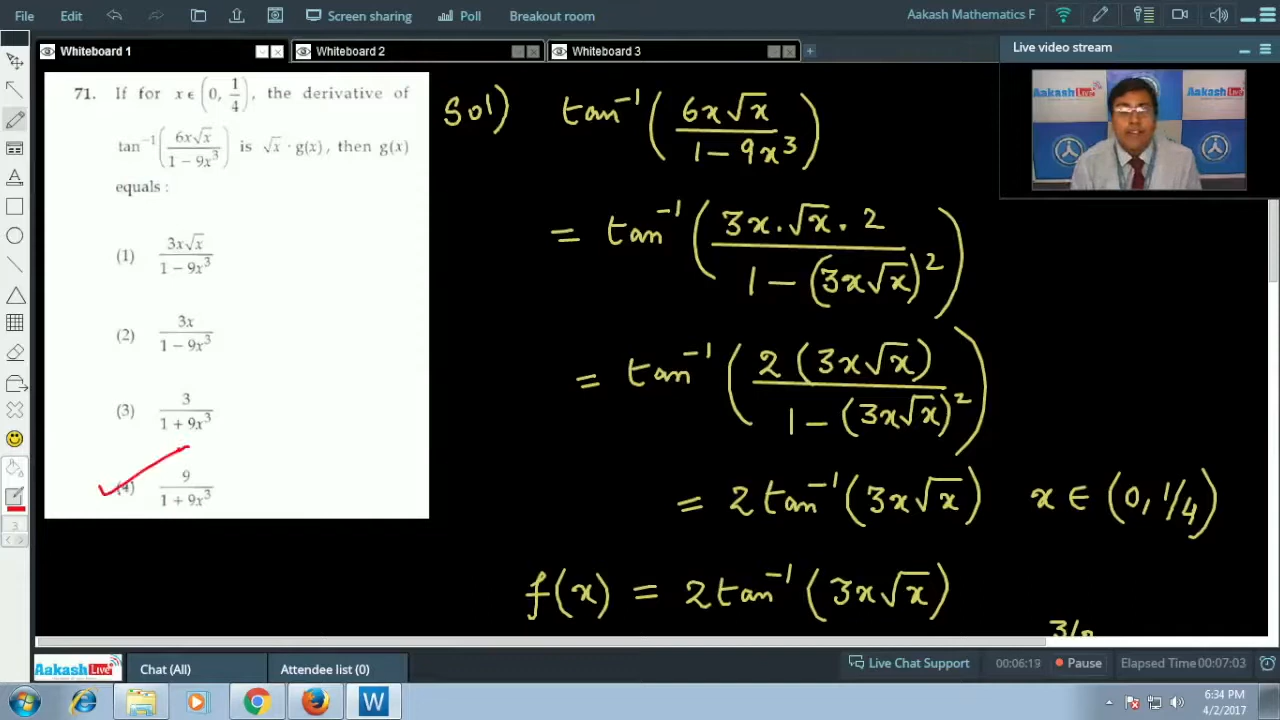 File Edit Screen sharing Poll Breakout room Aakash Mathematics F
Whiteboard 1 Whiteboard 2 Whiteboard 3 Live video stream
71. If for x ∈ (0, 1/4), the derivative of
tan⁻¹(6x√x / 1 − 9x³) is √x · g(x), then g(x)
equals :
(1) 3x√x / 1 − 9x³
(2) 3x / 1 − 9x³
(3) 3 / 1 + 9x³
(4) 9 / 1 + 9x³
Sol) tan⁻¹(6x√x / 1 − 9x³)
= tan⁻¹(3x.√x . 2 / 1 − (3x√x)²)
= tan⁻¹(2(3x√x) / 1 − (3x√x)²)
= 2tan⁻¹(3x√x) x ∈ (0, 1/4)
f(x) = 2tan⁻¹(3x√x)
AakashLive
AakashLive
3
AakashLive Chat (All) Attendee list (0) Live Chat Support 00:06:19 Pause Elapsed Time 00:07:03
6:34 PM
4/2/2017